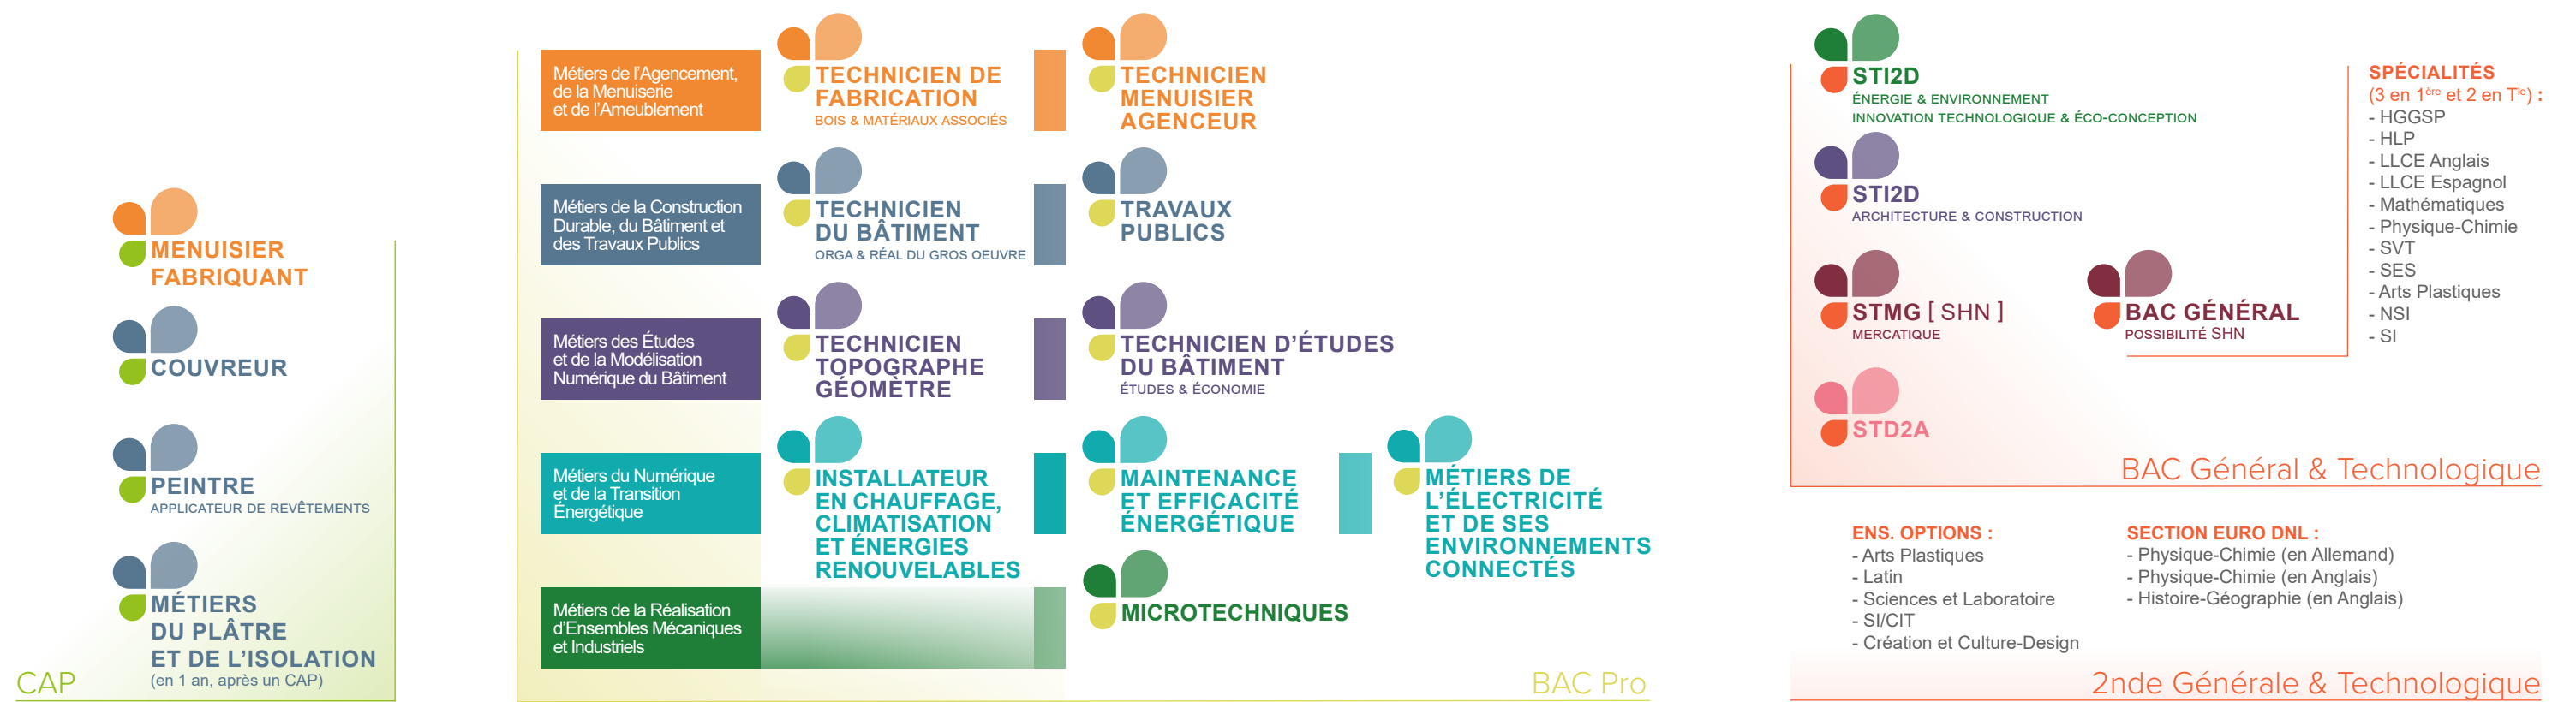 MENUISIER
FABRIQUANT
COUVREUR
PEINTRE
APPLICATEUR DE REVÊTEMENTS
MÉTIERS
DU PLÂTRE
ET DE L'ISOLATION
(en 1 an, après un CAP)
CAP
Métiers de l'Agencement,
de la Menuiserie
et de l'Ameublement
TECHNICIEN DE
FABRICATION
BOIS & MATÉRIAUX ASSOCIÉS
TECHNICIEN
MENUISIER
AGENCEUR
Métiers de la Construction
Durable, du Bâtiment et
des Travaux Publics
TECHNICIEN
DU BÂTIMENT
ORGA & RÉAL DU GROS OEUVRE
TRAVAUX
PUBLICS
Métiers des Études
et de la Modélisation
Numérique du Bâtiment
TECHNICIEN
TOPOGRAPHE
GÉOMÈTRE
TECHNICIEN D'ÉTUDES
DU BÂTIMENT
ÉTUDES & ÉCONOMIE
Métiers du Numérique
et de la Transition
Énergétique
INSTALLATEUR
EN CHAUFFAGE,
CLIMATISATION
ET ÉNERGIES
RENOUVELABLES
MAINTENANCE
ET EFFICACITÉ
ÉNERGÉTIQUE
MÉTIERS DE
L'ÉLECTRICITÉ
ET DE SES
ENVIRONNEMENTS
CONNECTÉS
Métiers de la Réalisation
d'Ensembles Mécaniques
et Industriels
MICROTECHNIQUES
BAC Pro
STI2D
ÉNERGIE & ENVIRONNEMENT
INNOVATION TECHNOLOGIQUE & ÉCO-CONCEPTION
STI2D
ARCHITECTURE & CONSTRUCTION
STMG [ SHN ]
MERCATIQUE
BAC GÉNÉRAL
POSSIBILITÉ SHN
STD2A
SPÉCIALITÉS
(3 en 1ère et 2 en Tle) :
- HGGSP
- HLP
- LLCE Anglais
- LLCE Espagnol
- Mathématiques
- Physique-Chimie
- SVT
- SES
- Arts Plastiques
- NSI
- SI
BAC Général & Technologique
ENS. OPTIONS :
- Arts Plastiques
- Latin
- Sciences et Laboratoire
- SI/CIT
- Création et Culture-Design
SECTION EURO DNL :
- Physique-Chimie (en Allemand)
- Physique-Chimie (en Anglais)
- Histoire-Géographie (en Anglais)
2nde Générale & Technologique